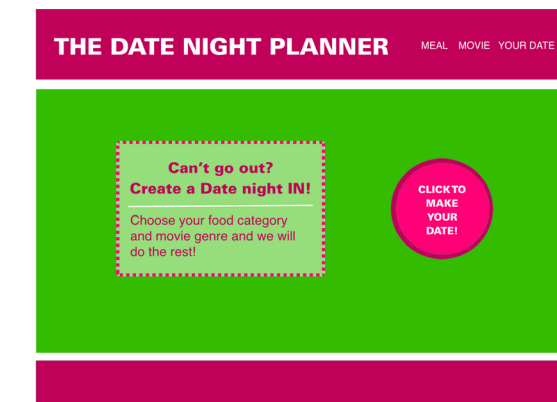 THE DATE NIGHT PLANNER
MEAL MOVIE YOUR DATE
Can't go out?
Create a Date night IN!
Choose your food category
and movie genre and we will
do the rest!
CLICK TO
MAKE
YOUR
DATE!